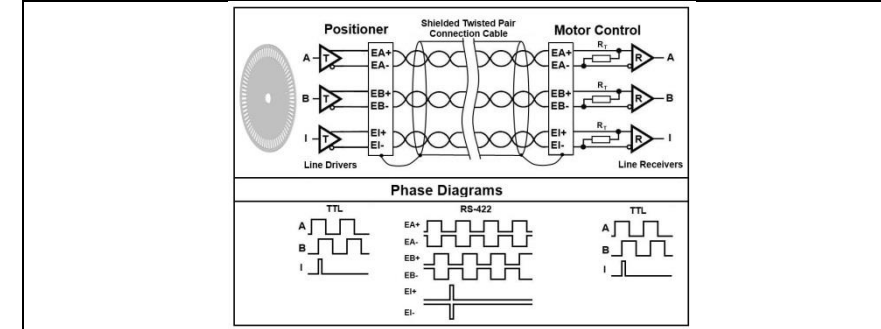 Positioner
Shielded Twisted Pair
Connection Cable
Motor Control
A
T
EA+
EA-
EA+
EA-
RT
R
A
B
T
EB+
EB-
EB+
EB-
RT
R
B
I
T
EI+
EI-
EI+
EI-
RT
R
I
Line Drivers
Line Receivers
Phase Diagrams
TTL
RS-422
TTL
A
B
I
EA+
EA-
EB+
EB-
EI+
EI-
A
B
I